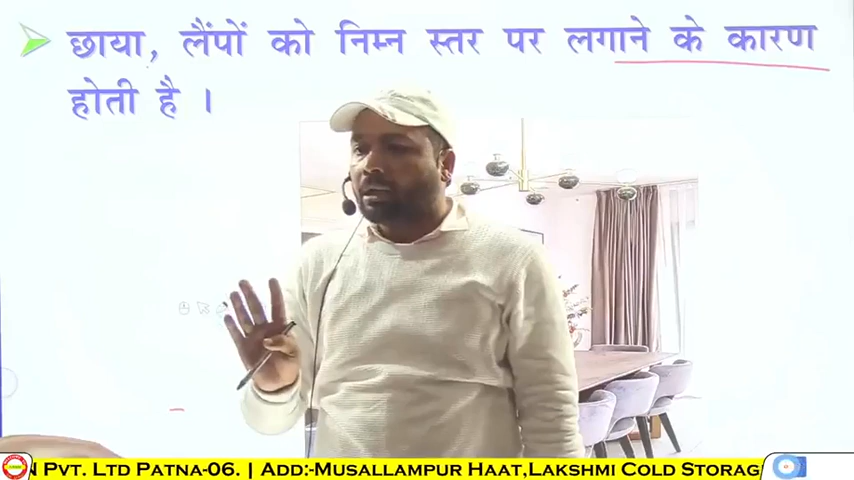 छाया, लैंपों को निम्न स्तर पर लगाने के कारण
होती है ।
N PVT. LTD PATNA-06. | ADD:-MUSALLAMPUR HAAT,LAKSHMI COLD STORAG